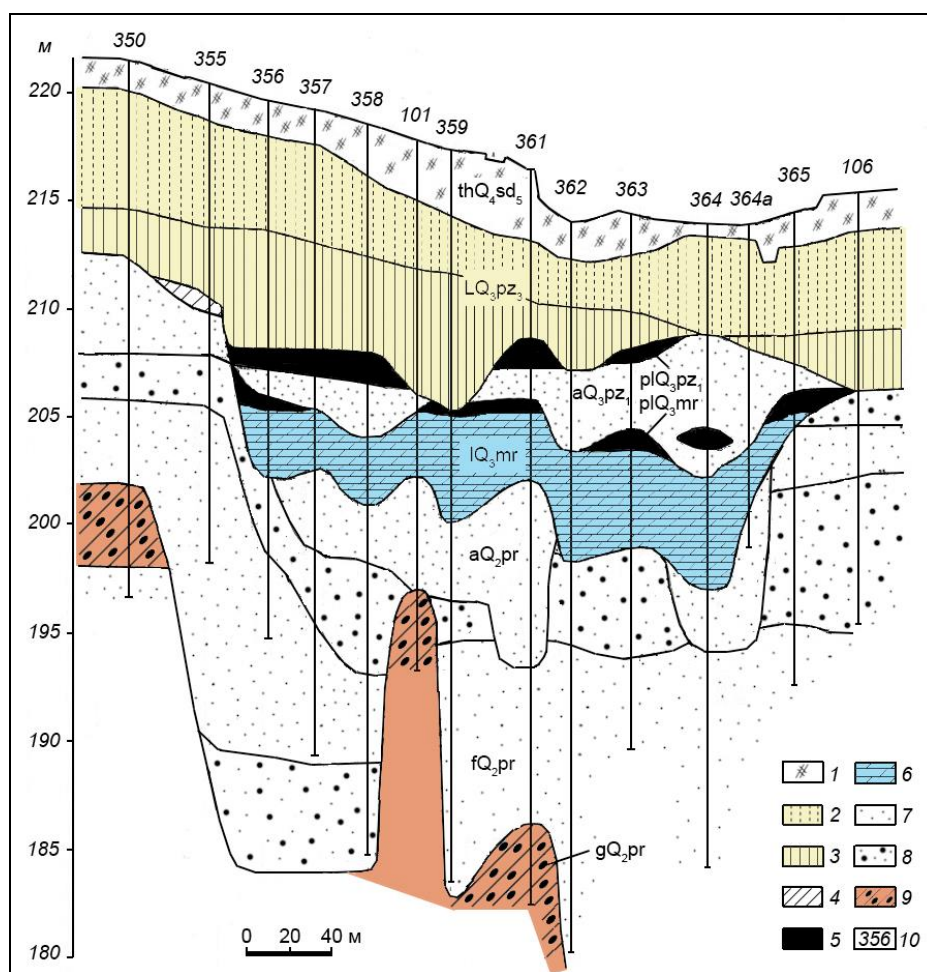 м
350
355
356
357
358
101
359
361
362
363
364
364а
365
106
220
215
210
205
200
195
190
185
180
thQ₄sd₅
LQ₃pz₃
aQ₃pz₁
plQ₃pz₁
plQ₃mr
lQ₃mr
aQ₂pr
fQ₂pr
gQ₂pr
0 20 40 м
1 6
2 7
3 8
4 9
5 356 10